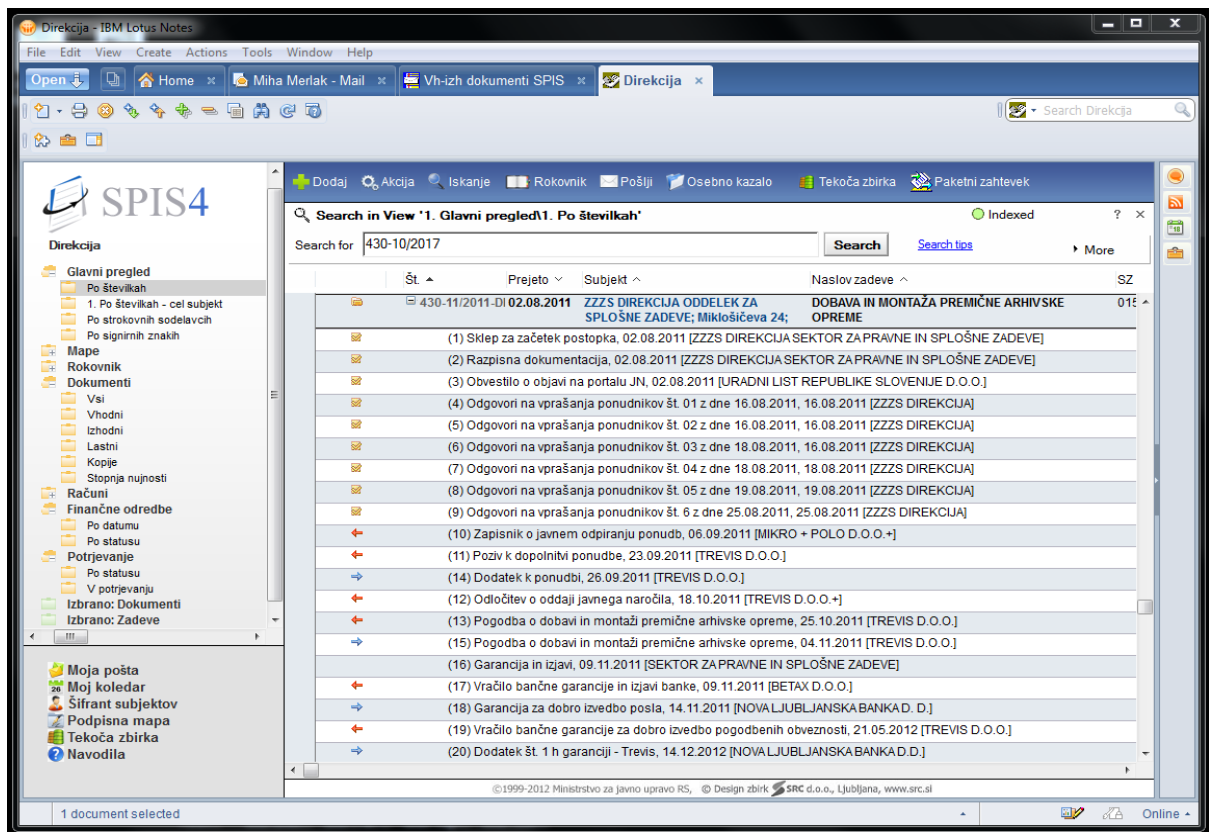 Direkcija - IBM Lotus Notes
File Edit View Create Actions Tools Window Help
Open Home Miha Merlak - Mail Vh-izh dokumenti SPIS Direkcija
Search Direkcija
SPIS4
Direkcija
Glavni pregled
Po številkah
1. Po številkah - cel subjekt
Po strokovnih sodelavcih
Po signirnih znakih
Mape
Rokovnik
Dokumenti
Vsi
Vhodni
Izhodni
Lastni
Kopije
Stopnja nujnosti
Računi
Finančne odredbe
Po datumu
Po statusu
Potrjevanje
Po statusu
V potrjevanju
Izbrano: Dokumenti
Izbrano: Zadeve
Moja pošta
Moj koledar
Šifrant subjektov
Podpisna mapa
Tekoča zbirka
Navodila
Dodaj Akcija Iskanje Rokovnik Pošlji Osebno kazalo Tekoča zbirka Paketni zahtevek
Search in View '1. Glavni pregled\1. Po številkah' Indexed ? ×
Search for 430-10/2017 Search Search tips More
Št. Prejeto Subjekt Naslov zadeve SZ
430-11/2011-DI 02.08.2011 ZZZS DIREKCIJA ODDELEK ZA DOBAVA IN MONTAŽA PREMIČNE ARHIVSKE 015
SPLOŠNE ZADEVE; Miklošičeva 24; OPREME
(1) Sklep za začetek postopka, 02.08.2011 [ZZZS DIREKCIJA SEKTOR ZA PRAVNE IN SPLOŠNE ZADEVE]
(2) Razpisna dokumentacija, 02.08.2011 [ZZZS DIREKCIJA SEKTOR ZA PRAVNE IN SPLOŠNE ZADEVE]
(3) Obvestilo o objavi na portalu JN, 02.08.2011 [URADNI LIST REPUBLIKE SLOVENIJE D.O.O.]
(4) Odgovori na vprašanja ponudnikov št. 01 z dne 16.08.2011, 16.08.2011 [ZZZS DIREKCIJA]
(5) Odgovori na vprašanja ponudnikov št. 02 z dne 16.08.2011, 16.08.2011 [ZZZS DIREKCIJA]
(6) Odgovori na vprašanja ponudnikov št. 03 z dne 18.08.2011, 16.08.2011 [ZZZS DIREKCIJA]
(7) Odgovori na vprašanja ponudnikov št. 04 z dne 18.08.2011, 18.08.2011 [ZZZS DIREKCIJA]
(8) Odgovori na vprašanja ponudnikov št. 05 z dne 19.08.2011, 19.08.2011 [ZZZS DIREKCIJA]
(9) Odgovori na vprašanja ponudnikov št. 6 z dne 25.08.2011, 25.08.2011 [ZZZS DIREKCIJA]
(10) Zapisnik o javnem odpiranju ponudb, 06.09.2011 [MIKRO + POLO D.O.O.+]
(11) Poziv k dopolnitvi ponudbe, 23.09.2011 [TREVIS D.O.O.]
(14) Dodatek k ponudbi, 26.09.2011 [TREVIS D.O.O.]
(12) Odločitev o oddaji javnega naročila, 18.10.2011 [TREVIS D.O.O.+]
(13) Pogodba o dobavi in montaži premične arhivske opreme, 25.10.2011 [TREVIS D.O.O.]
(15) Pogodba o dobavi in montaži premične arhivske opreme, 04.11.2011 [TREVIS D.O.O.]
(16) Garancija in izjavi, 09.11.2011 [SEKTOR ZA PRAVNE IN SPLOŠNE ZADEVE]
(17) Vračilo bančne garancije in izjavi banke, 09.11.2011 [BETAX D.O.O.]
(18) Garancija za dobro izvedbo posla, 14.11.2011 [NOVA LJUBLJANSKA BANKA D. D.]
(19) Vračilo bančne garancije za dobro izvedbo pogodbenih obveznosti, 21.05.2012 [TREVIS D.O.O.]
(20) Dodatek št. 1 h garanciji - Trevis, 14.12.2012 [NOVA LJUBLJANSKA BANKA D.D.]
©1999-2012 Ministrstvo za javno upravo RS, © Design zbirk SRC d.o.o., Ljubljana, www.src.si
1 document selected Online